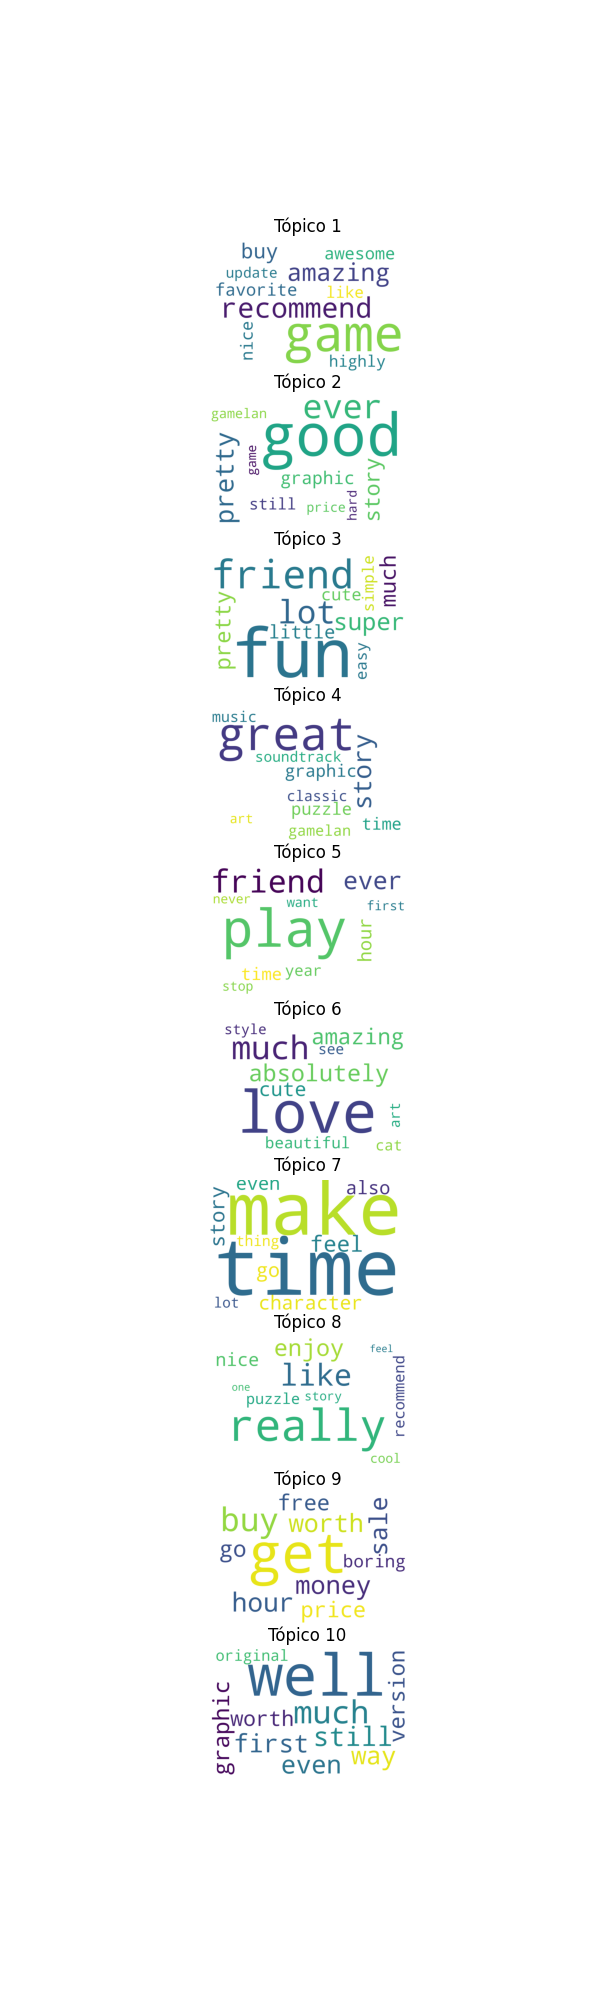 Tópico 1
buy
awesome
update
amazing
favorite
like
recommend
nice
game
highly
Tópico 2
gamelan
ever
good
pretty
game
graphic
story
still
price
hard
Tópico 3
friend
simple
much
cute
lot
pretty
little
super
fun
easy
Tópico 4
music
great
soundtrack
graphic
story
classic
puzzle
art
time
gamelan
Tópico 5
friend
ever
never
want
first
play
hour
time
year
stop
Tópico 6
style
much
see
amazing
absolutely
cute
love
art
beautiful
cat
Tópico 7
even
also
story
make
thing
feel
time
go
lot
character
Tópico 8
enjoy
feel
nice
like
one
puzzle
story
recommend
really
cool
Tópico 9
free
sale
buy
worth
go
get
boring
money
hour
price
Tópico 10
original
well
version
graphic
worth
much
first
still
even
way